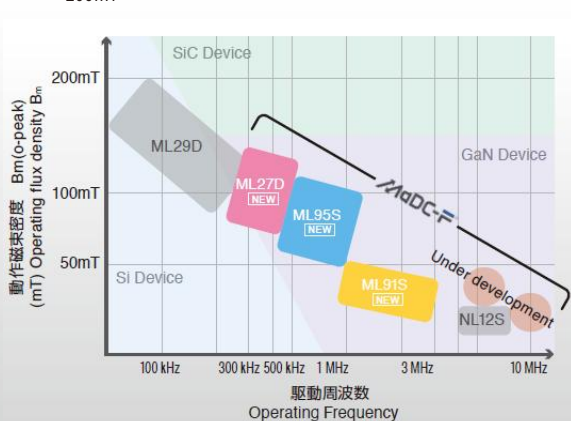 SiC Device
200mT
ML29D
GaN Device
ML27D
NEW
MaDC-F
100mT
ML95S
NEW
動作磁束密度 Bm(o-peak)
(mT) Operating flux density Bm
50mT
Under development
Si Device
ML91S
NEW
NL12S
100 kHz 300 kHz 500 kHz 1 MHz 3 MHz 10 MHz
駆動周波数
Operating Frequency